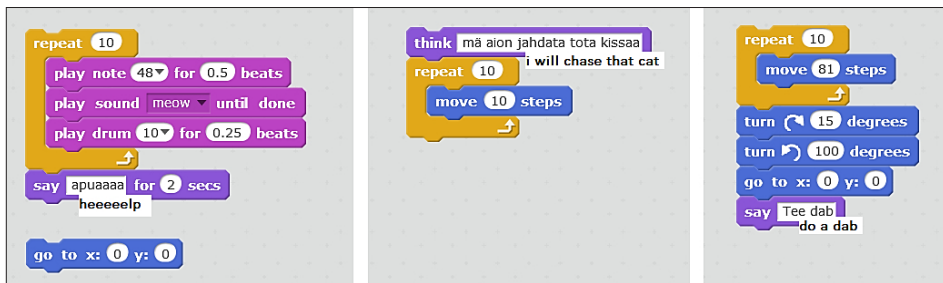 repeat 10
play note 48 for 0.5 beats
play sound meow until done
play drum 10 for 0.25 beats
say apuaaaa for 2 secs
heeeeelp
go to x: 0 y: 0
think mä aion jahdata tota kissaa
i will chase that cat
repeat 10
move 10 steps
repeat 10
move 81 steps
turn 15 degrees
turn 100 degrees
go to x: 0 y: 0
say Tee dab
do a dab